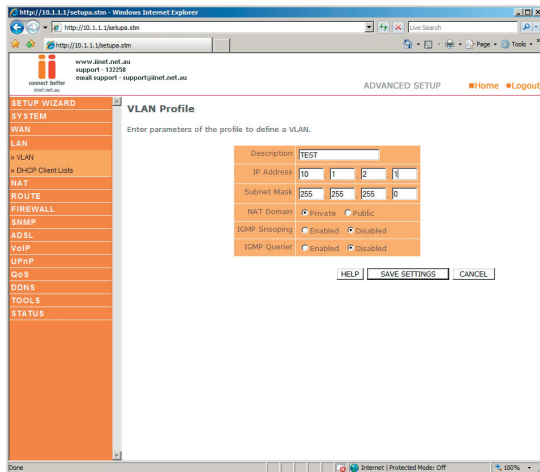 http://10.1.1.1/setupa.stm - Windows Internet Explorer
http://10.1.1.1/setupa.stm
Live Search
http://10.1.1.1/setupa.stm
Page
Tools
www.iinet.net.au
support - 132258
email support - support@iinet.net.au
connect better
iinet.net.au
ADVANCED SETUP
Home
Logout
SETUP WIZARD
SYSTEM
WAN
LAN
» VLAN
» DHCP Client Lists
NAT
ROUTE
FIREWALL
SNMP
ADSL
VoIP
UPnP
QoS
DDNS
TOOLS
STATUS
VLAN Profile
Enter parameters of the profile to define a VLAN.
Description TEST
IP Address 10 . 1 . 2 . 1
Subnet Mask 255 . 255 . 255 . 0
NAT Domain Private Public
IGMP Snooping Enabled Disabled
IGMP Querier Enabled Disabled
HELP SAVE SETTINGS CANCEL
Done
Internet | Protected Mode: Off
100%